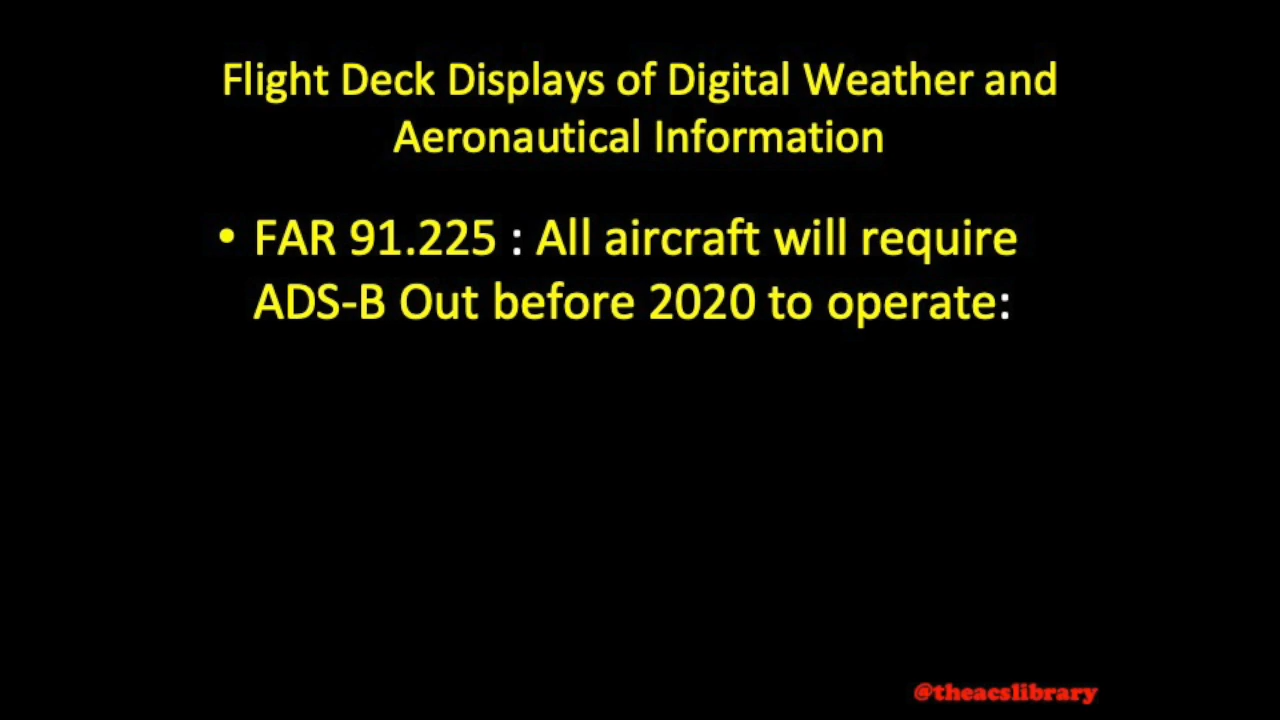 Flight Deck Displays of Digital Weather and
Aeronautical Information
• FAR 91.225 : All aircraft will require
ADS-B Out before 2020 to operate:
@theacslibrary